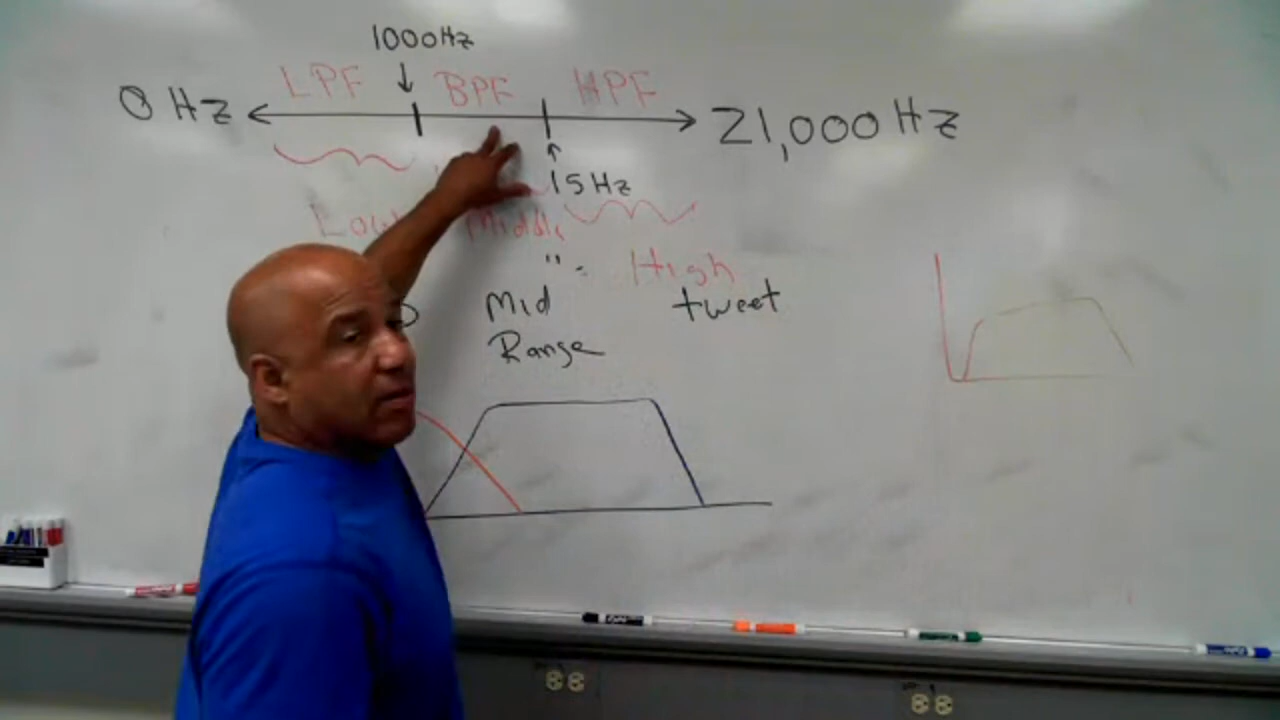 1000Hz
LPF BPF HPF
0 Hz 21,000 Hz
15Hz
Low Middle
" High
Mid tweet
Range